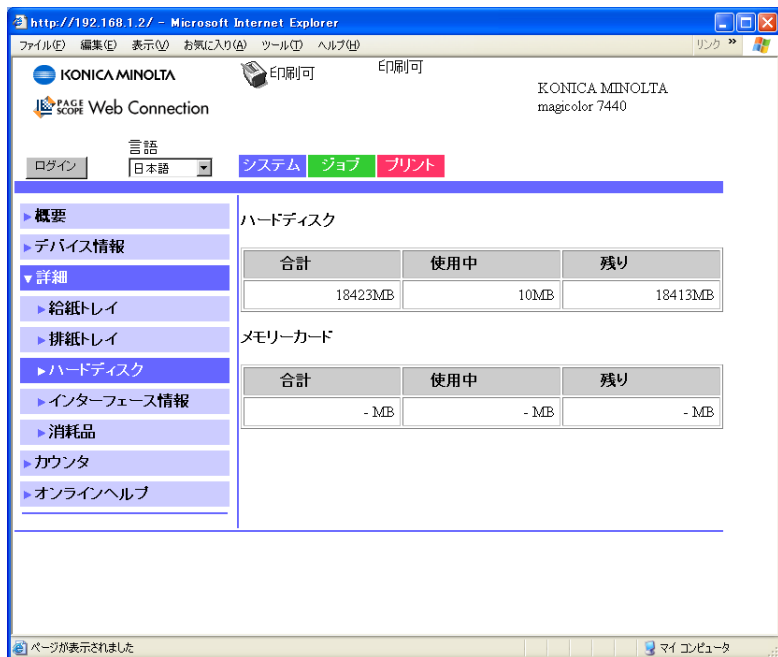 http://192.168.1.2/ - Microsoft Internet Explorer
ファイル(F) 編集(E) 表示(V) お気に入り(A) ツール(T) ヘルプ(H) リンク »
KONICA MINOLTA
印刷可
印刷可
KONICA MINOLTA
magicolor 7440
PAGE SCOPE Web Connection
言語
ログイン
日本語
システム ジョブ プリント
概要
デバイス情報
詳細
給紙トレイ
排紙トレイ
ハードディスク
インターフェース情報
消耗品
カウンタ
オンラインヘルプ
ハードディスク
合計 使用中 残り
18423MB 10MB 18413MB
メモリーカード
合計 使用中 残り
- MB - MB - MB
ページが表示されました
マイ コンピュータ